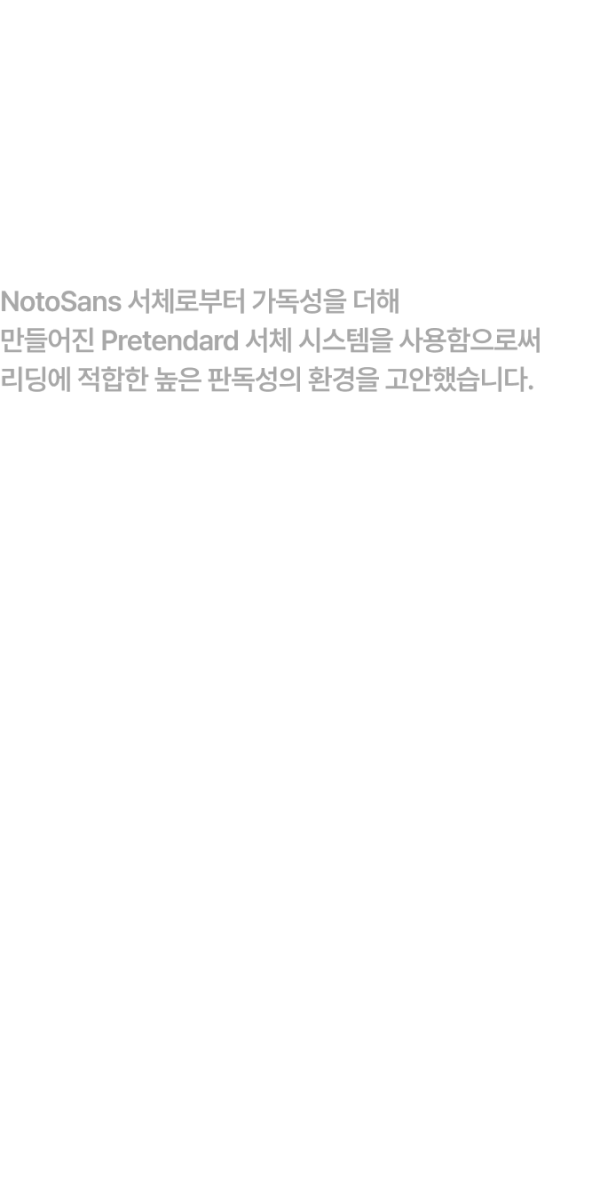 NotoSans 서체로부터 가독성을 더해
만들어진 Pretendard 서체 시스템을 사용함으로써
리딩에 적합한 높은 판독성의 환경을 고안했습니다.